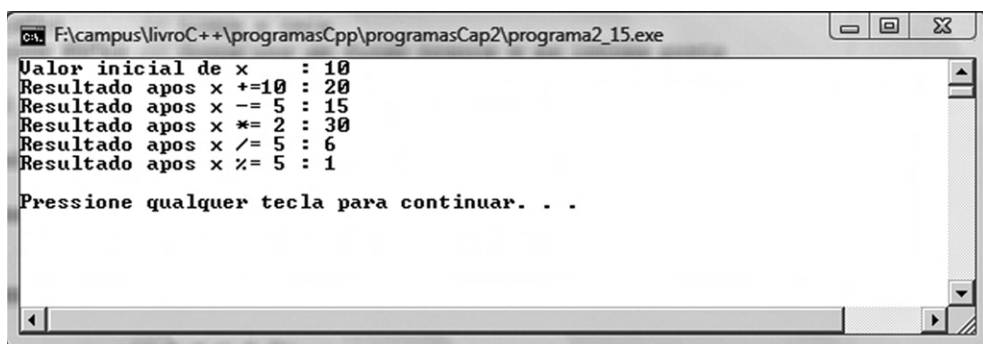 F:\campus\livroC++\programasCpp\programasCap2\programa2_15.exe
Valor inicial de x : 10
Resultado apos x +=10 : 20
Resultado apos x -= 5 : 15
Resultado apos x *= 2 : 30
Resultado apos x /= 5 : 6
Resultado apos x %= 5 : 1
Pressione qualquer tecla para continuar. . .